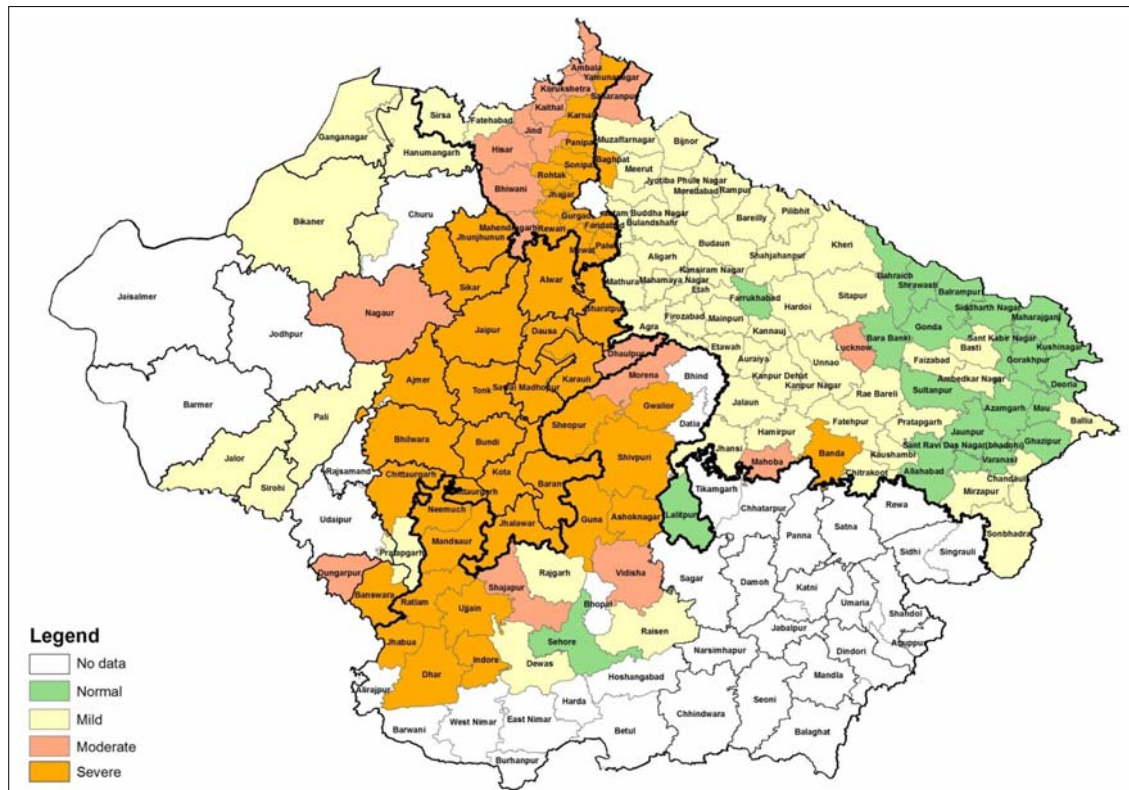 Ambala
Yamunanagar
Kurukshetra
Saharanpur
Kaithal
Karnal
Sirsa
Fatehabad
Ganganagar
Jind
Hanumangarh
Muzaffarnagar
Bijnor
Hisar
Panipat
Sonipat
Baghpat
Meerut
Rohtak
Jyotiba Phule Nagar
Moradabad
Rampur
Bikaner
Churu
Bhiwani
Jhajjar
Pilibhit
Gurgaon
Bulandshahr
Bareilly
Mahendragarh
Rewari
Faridabad
Jhunjhunun
Mewat
Palwal
Budaun
Kheri
Aligarh
Shahjahanpur
Sikar
Alwar
Kansiram Nagar
Bahraich
Mathura
Mahamaya Nagar
Shrawasti
Jaisalmer
Etah
Balrampur
Nagaur
Bharatpur
Farrukhabad
Hardoi
Sitapur
Siddharth Nagar
Maharajganj
Jodhpur
Firozabad
Mainpuri
Jaipur
Dausa
Agra
Kannauj
Gonda
Bara Banki
Kushinagar
Sant Kabir Nagar
Etawah
Lucknow
Basti
Dhaulpur
Auraiya
Unnao
Faizabad
Gorakhpur
Morena
Bhind
Kanpur Dehat
Ajmer
Karauli
Kanpur Nagar
Ambedkar Nagar
Deoria
Barmer
Tonk
Sawai Madhopur
Rae Bareli
Sultanpur
Gwalior
Jalaun
Azamgarh
Mau
Pali
Sheopur
Datia
Fatehpur
Pratapgarh
Ballia
Bhilwara
Bundi
Hamirpur
Jaunpur
Jalor
Shivpuri
Jhansi
Banda
Kaushambi
Sant Ravi Das Nagar(bhadohi)
Ghazipur
Rajsamand
Kota
Mahoba
Varanasi
Sirohi
Chittaurgarh
Baran
Chitrakoot
Allahabad
Chandauli
Tikamgarh
Mirzapur
Chittaurgarh
Neemuch
Lalitpur
Chhatarpur
Rewa
Udaipur
Jhalawar
Guna
Ashoknagar
Satna
Mandsaur
Panna
Sonbhadra
Pratapgarh
Sidhi
Singrauli
Dungarpur
Rajgarh
Vidisha
Sagar
Damoh
Shajapur
Katni
Banswara
Ratlam
Bhopal
Umaria
Ujjain
Shahdol
Raisen
Jabalpur
Jhabua
Sehore
Anuppur
Narsimhapur
Dindori
Indore
Dewas
Dhar
Hoshangabad
Mandla
Alirajpur
Harda
Seoni
Chhindwara
West Nimar
East Nimar
Barwani
Betul
Balaghat
Burhanpur
Legend
No data
Normal
Mild
Moderate
Severe